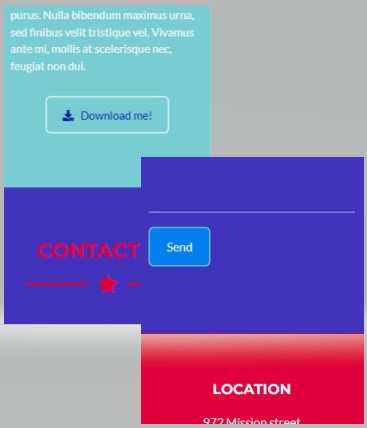 purus. Nulla bibendum maximus urna,
sed finibus velit tristique vel. Vivamus
ante mi, mollis at scelerisque nec,
feugiat non dui.
Download me!
CONTACT
Send
LOCATION
972 Mission street